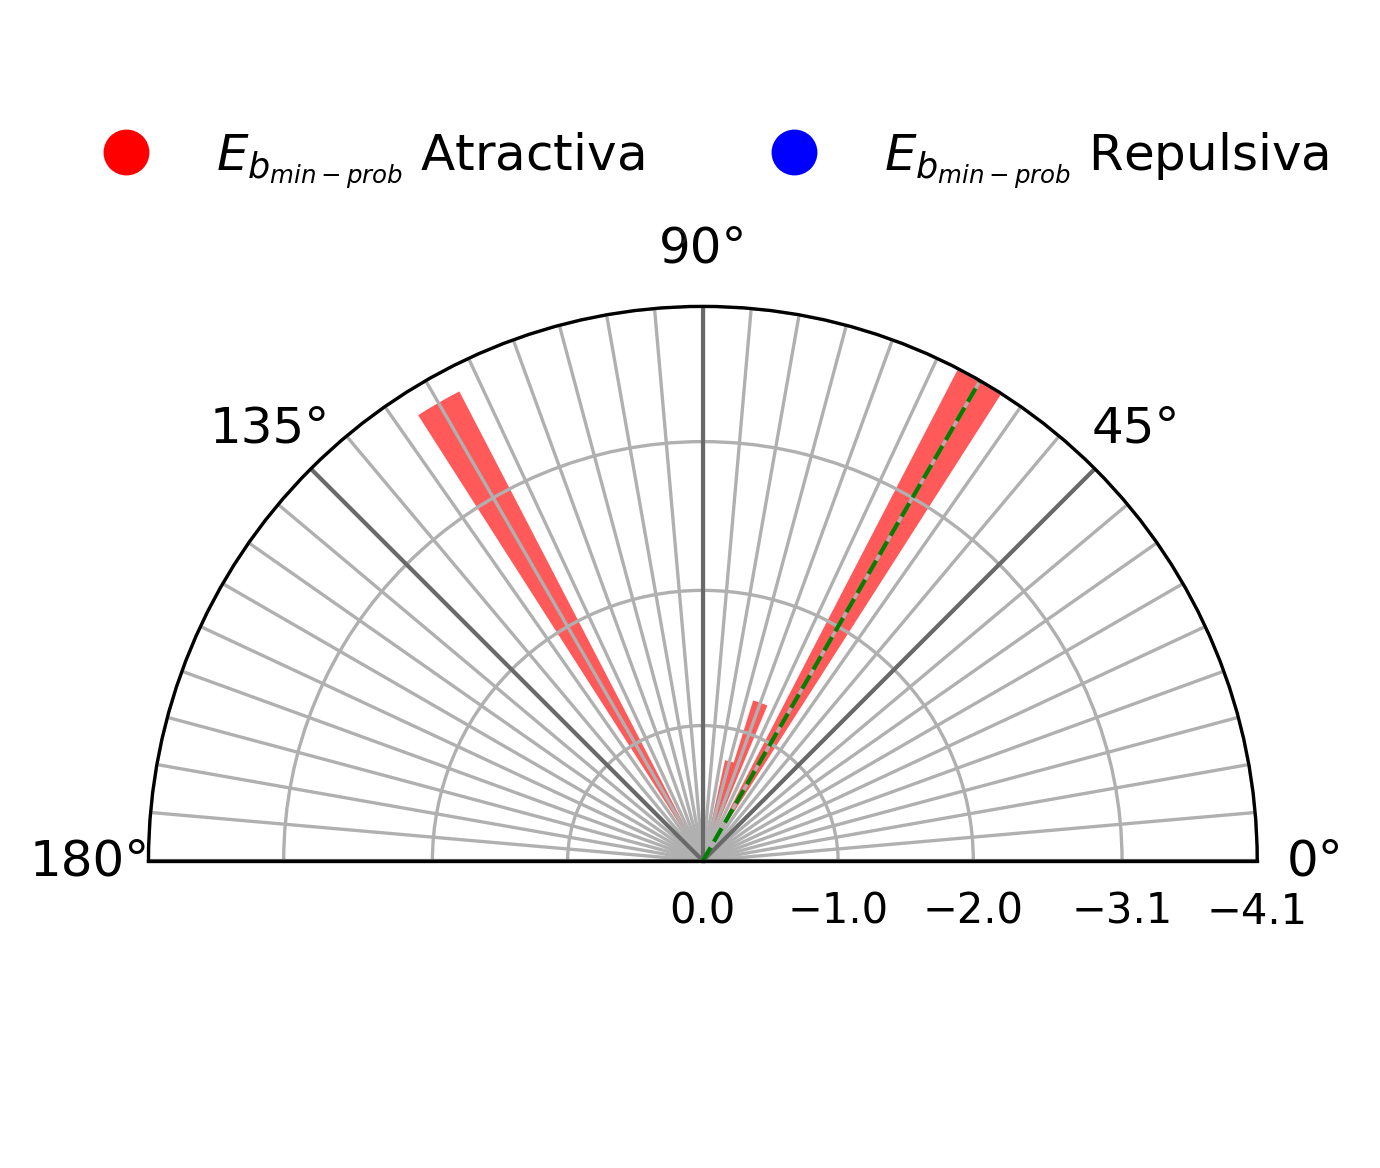 E_{b_{min−prob}} Atractiva E_{b_{min−prob}} Repulsiva
90°
135° 45°
180° 0°
0.0 −1.0 −2.0 −3.1 −4.1